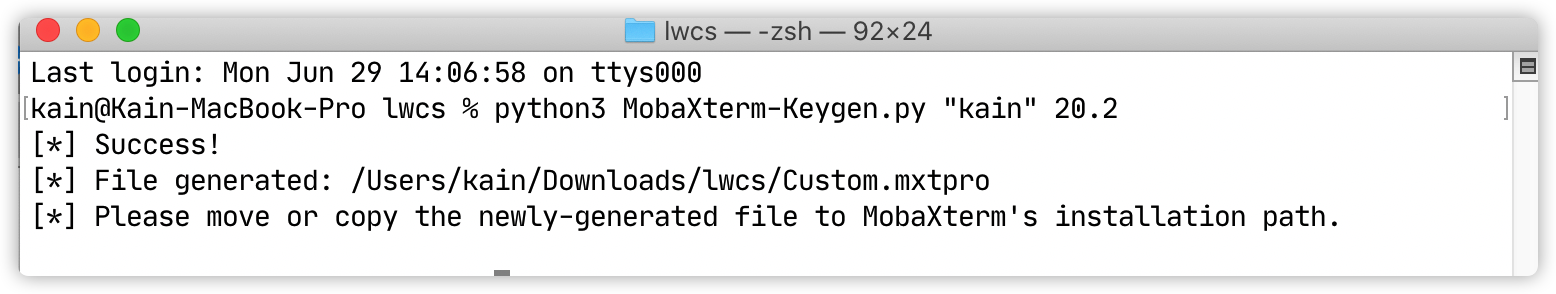 lwcs — -zsh — 92×24
Last login: Mon Jun 29 14:06:58 on ttys000
[kain@Kain-MacBook-Pro lwcs % python3 MobaXterm-Keygen.py "kain" 20.2 ]
[*] Success!
[*] File generated: /Users/kain/Downloads/lwcs/Custom.mxtpro
[*] Please move or copy the newly-generated file to MobaXterm's installation path.